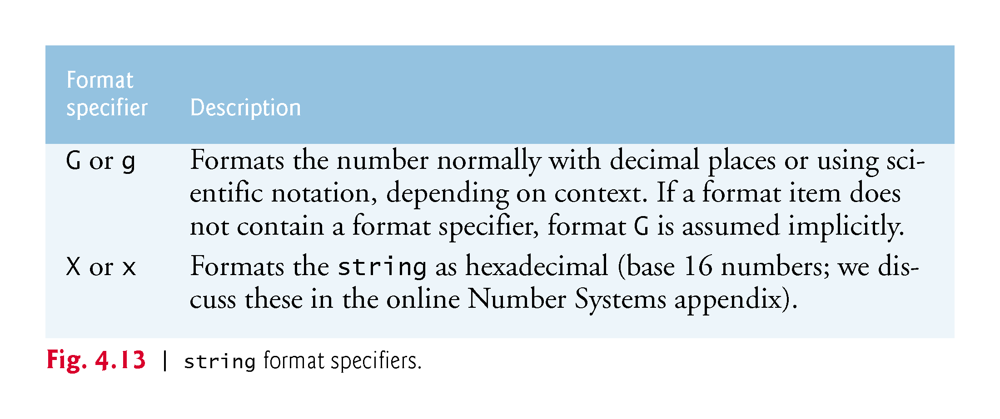 Format
specifier Description
G or g Formats the number normally with decimal places or using sci-
entific notation, depending on context. If a format item does
not contain a format specifier, format G is assumed implicitly.
X or x Formats the string as hexadecimal (base 16 numbers; we dis-
cuss these in the online Number Systems appendix).
Fig. 4.13 | string format specifiers.